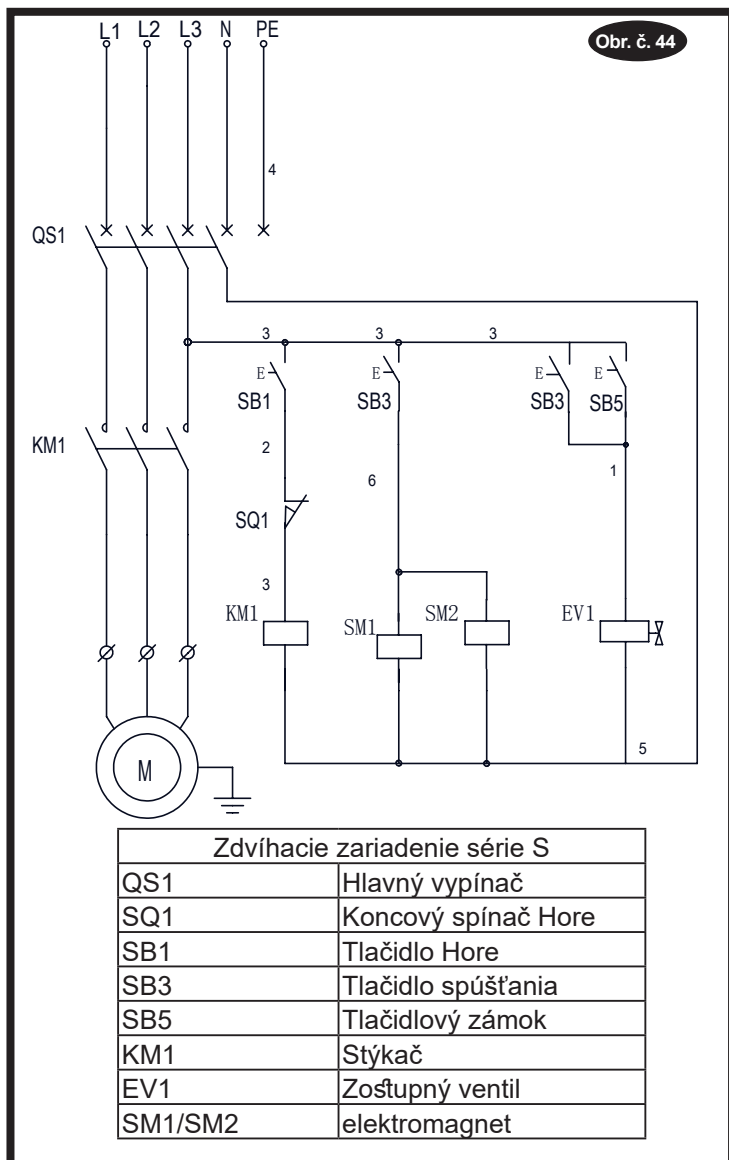 L1 L2 L3 N PE
Obr. č. 44
4
QS1
3 3 3
E E E E
SB1 SB3 SB3 SB5
KM1
2
1
6
SQ1
3
KM1 SM1 SM2 EV1
5
M
Zdvíhacie zariadenie série S
QS1 Hlavný vypínač
SQ1 Koncový spínač Hore
SB1 Tlačidlo Hore
SB3 Tlačidlo spúšťania
SB5 Tlačidlový zámok
KM1 Stýkač
EV1 Zostupný ventil
SM1/SM2 elektromagnet